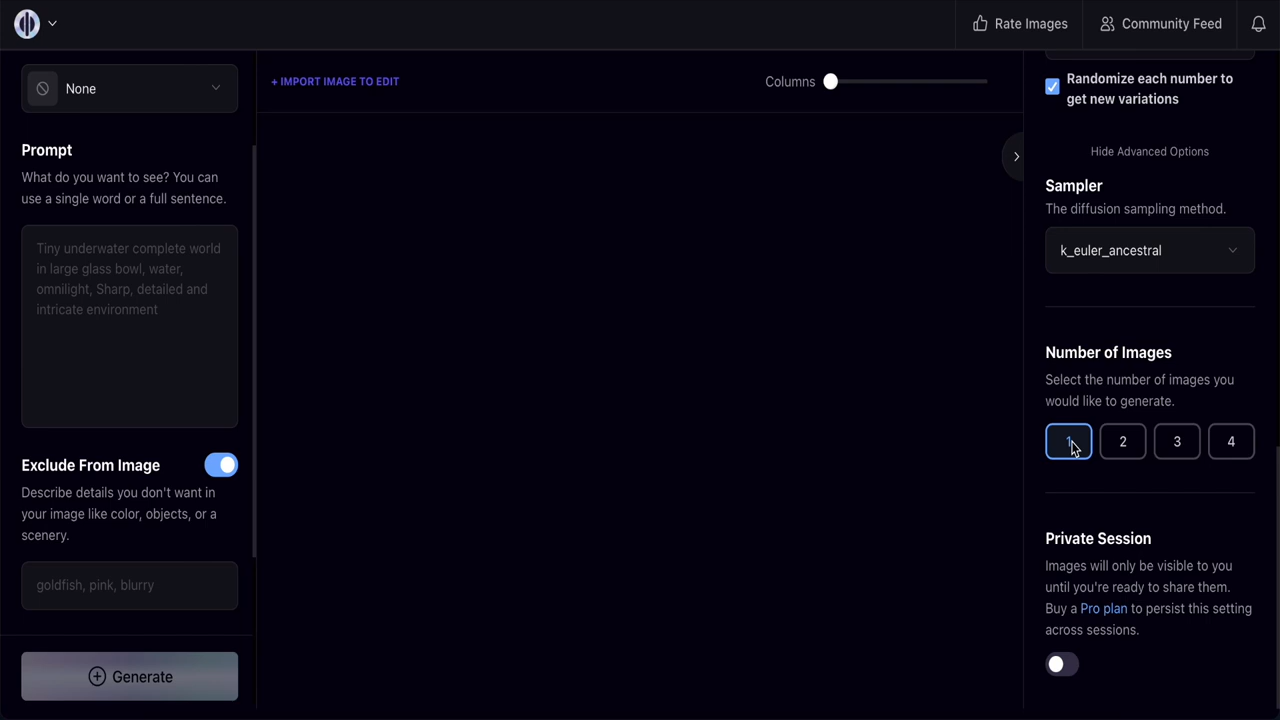 Rate Images
Community Feed
None
+ IMPORT IMAGE TO EDIT
Columns
Prompt
What do you want to see? You can
use a single word or a full sentence.
Tiny underwater complete world
in large glass bowl, water,
omnilight, Sharp, detailed and
intricate environment
Exclude From Image
Describe details you don't want in
your image like color, objects, or a
scenery.
goldfish, pink, blurry
Generate
Randomize each number to
get new variations
Hide Advanced Options
Sampler
The diffusion sampling method.
k_euler_ancestral
Number of Images
Select the number of images you
would like to generate.
1 2 3 4
Private Session
Images will only be visible to you
until you're ready to share them.
Buy a Pro plan to persist this setting
across sessions.